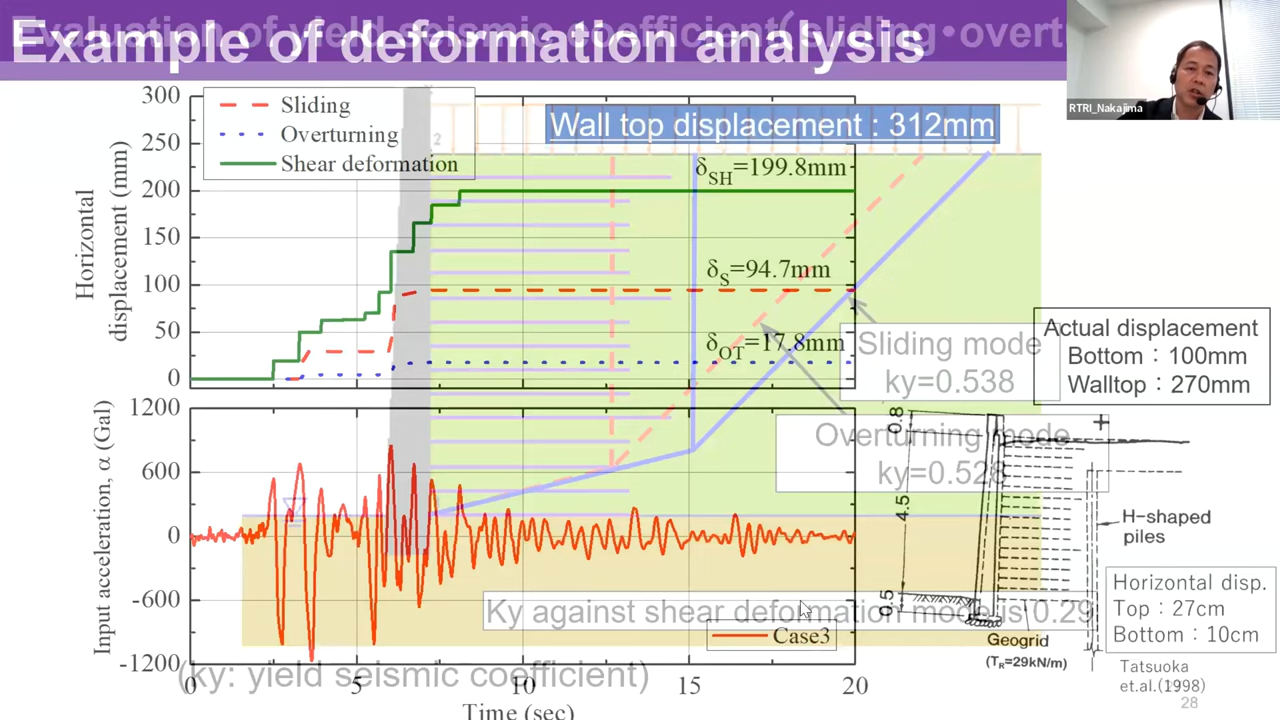 Evaluation of yield seismic coefficient(sliding・overt
Example of deformation analysis
RTRI_Nakajima
300
250
200
150
100
50
0
Horizontal
displacement (mm)
Sliding
Overturning
Shear deformation
2
Wall top displacement : 312mm
δSH=199.8mm
δS=94.7mm
δOT=17.8mm
Sliding mode
ky=0.538
Overturning mode
ky=0.528
Actual displacement
Bottom：100mm
Walltop：270mm
1200
600
0
-600
-1200
Input acceleration, α (Gal)
Ky against shear deformation mode is 0.29
Case3
(ky: yield seismic coefficient)
0
5
10
15
20
Time (sec)
0.8
4.5
0.5
H-shaped
piles
Geogrid
(TR=29kN/m)
Horizontal disp.
Top：27cm
Bottom：10cm
Tatsuoka
et.al.(1998)
28